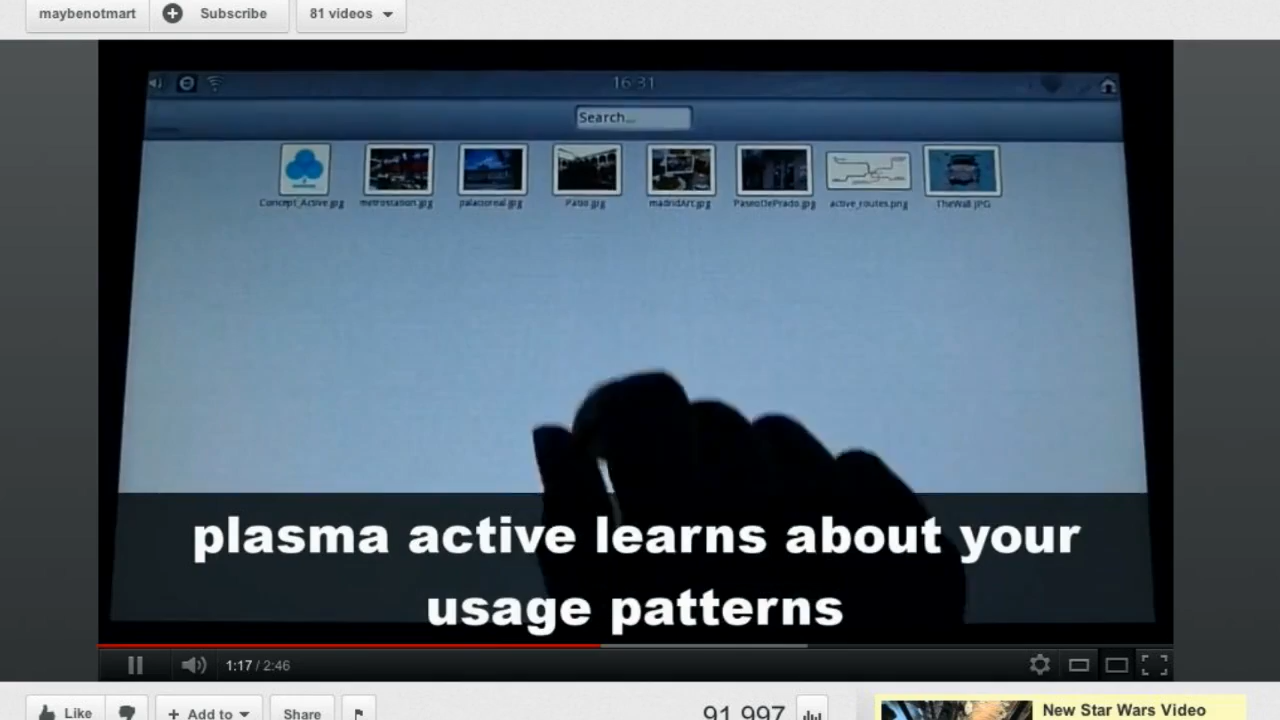 maybenotmart
Subscribe
81 videos
16:31
Search...
Concept_Active.jpg
metrostation.jpg
palacioreal.jpg
Patio.jpg
madridArt.jpg
PaseoDePrado.jpg
active_routes.png
TheWall.JPG
plasma active learns about your
usage patterns
1:17 / 2:46
Like
Add to
Share
91,997
New Star Wars Video